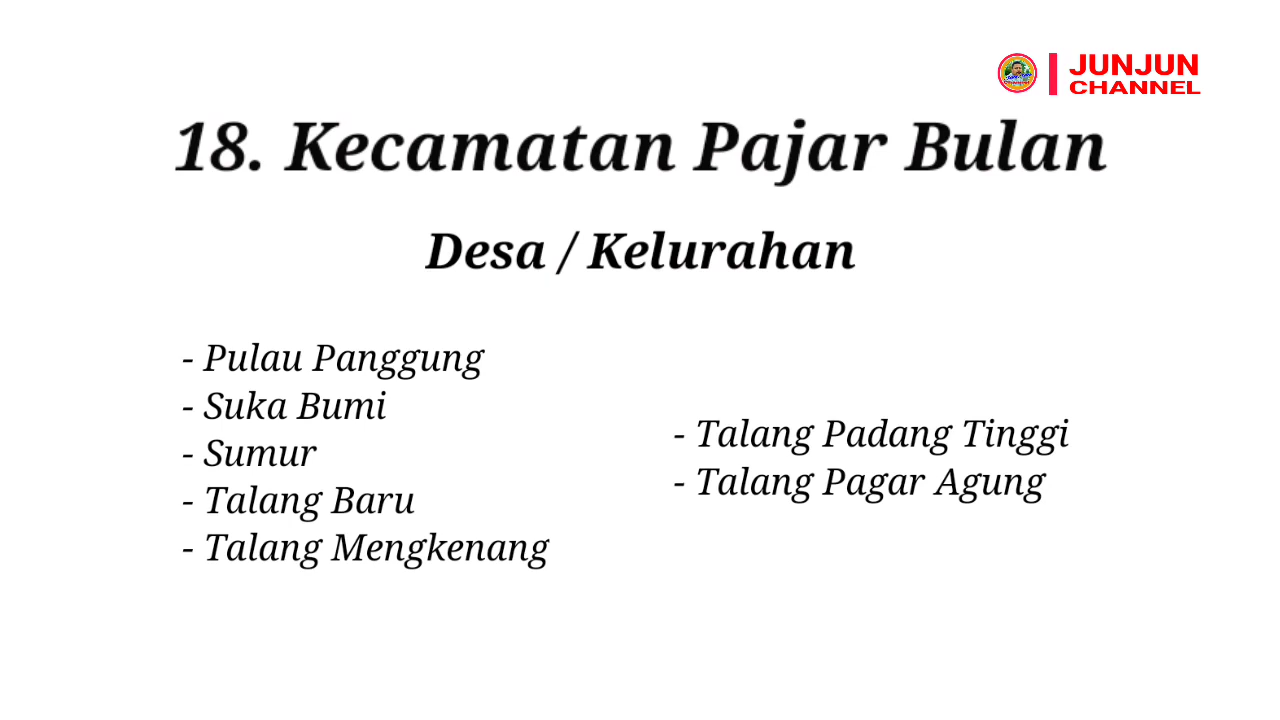 JUNJUN
CHANNEL
18. Kecamatan Pajar Bulan
Desa / Kelurahan
- Pulau Panggung
- Suka Bumi
- Sumur
- Talang Baru
- Talang Mengkenang
- Talang Padang Tinggi
- Talang Pagar Agung